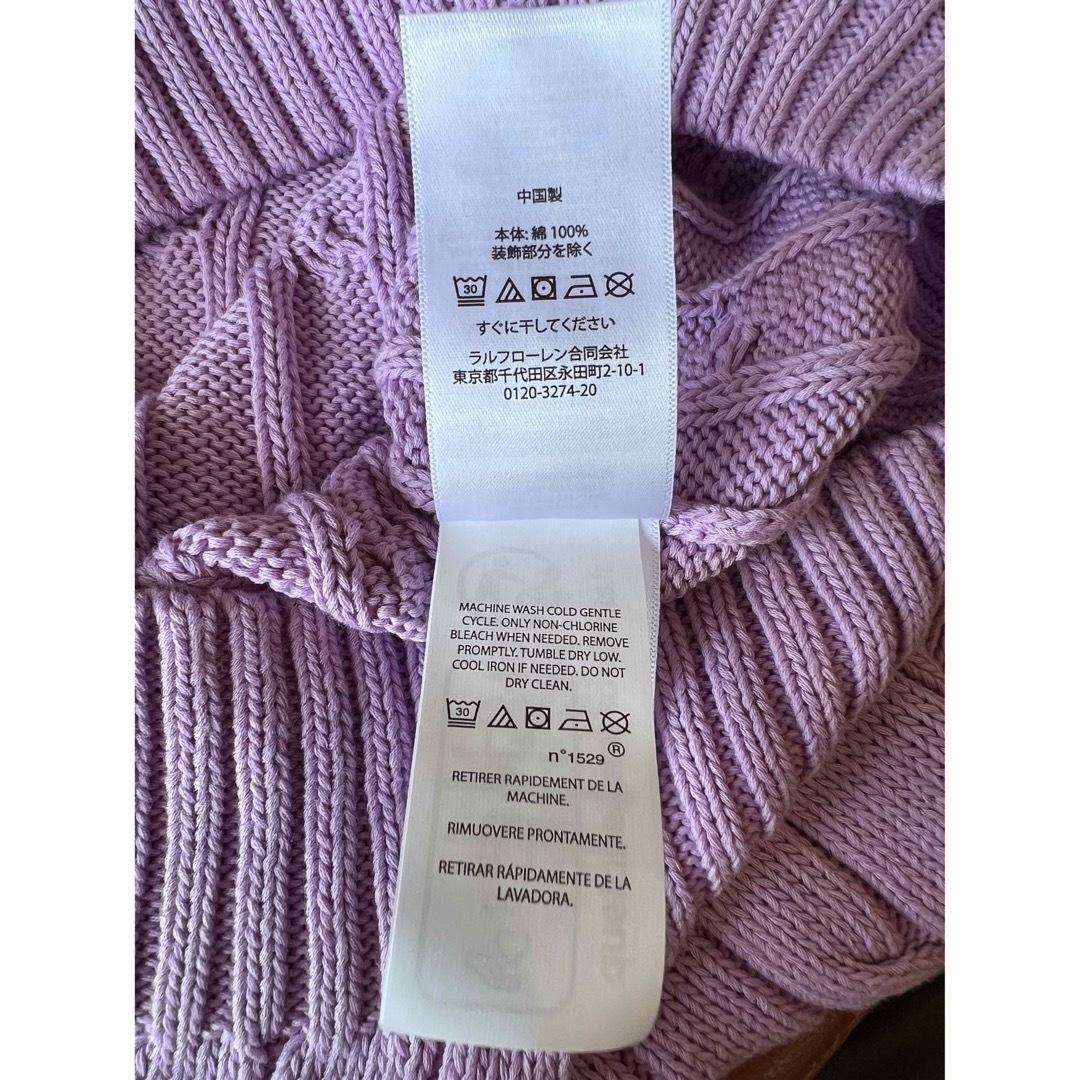 中国製
本体: 綿 100%
装飾部分を除く
30
すぐに干してください
ラルフローレン合同会社
東京都千代田区永田町2-10-1
0120-3274-20
MACHINE WASH COLD GENTLE
CYCLE. ONLY NON-CHLORINE
BLEACH WHEN NEEDED. REMOVE
PROMPTLY. TUMBLE DRY LOW.
COOL IRON IF NEEDED. DO NOT
DRY CLEAN.
30
n°1529 ®
RETIRER RAPIDEMENT DE LA
MACHINE.
RIMUOVERE PRONTAMENTE.
RETIRAR RÁPIDAMENTE DE LA
LAVADORA.